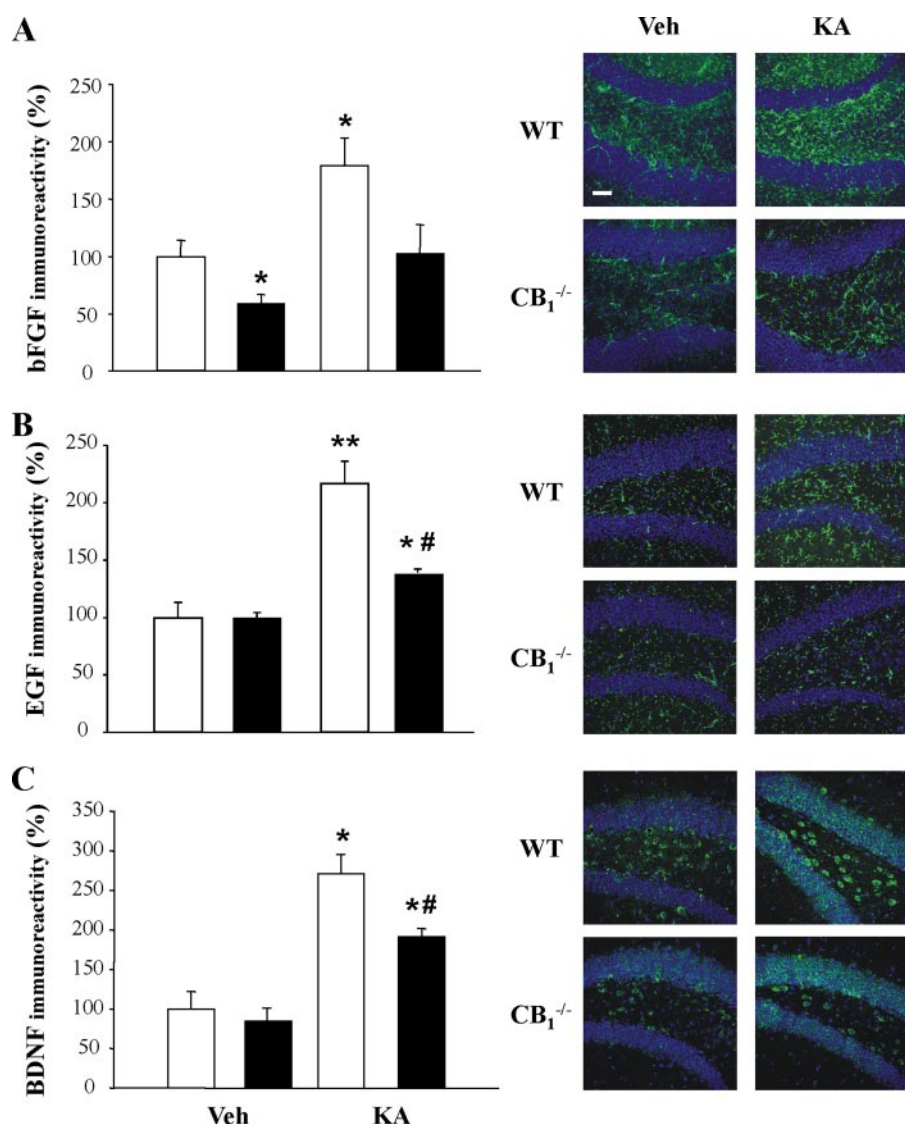 A
Veh KA
bFGF immunoreactivity (%)
250
200
150
100
50
0
*
*
WT
CB₁⁻/⁻
B
EGF immunoreactivity (%)
250
200
150
100
50
0
**
* #
WT
CB₁⁻/⁻
C
BDNF immunoreactivity (%)
350
300
250
200
150
100
50
0
*
*#
WT
CB₁⁻/⁻
Veh KA